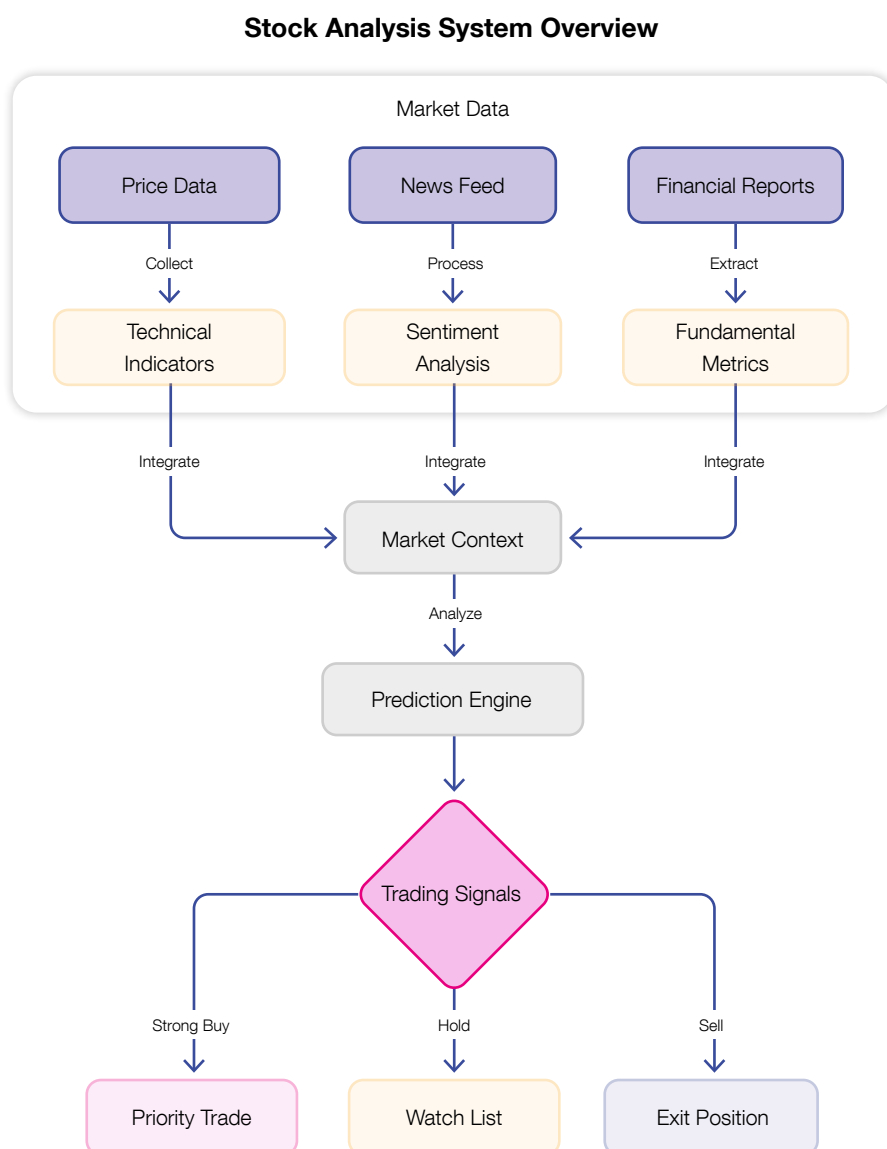 Stock Analysis System Overview
Market Data
Price Data
News Feed
Financial Reports
Collect
Process
Extract
Technical
Indicators
Sentiment
Analysis
Fundamental
Metrics
Integrate
Integrate
Integrate
Market Context
Analyze
Prediction Engine
Trading Signals
Strong Buy
Hold
Sell
Priority Trade
Watch List
Exit Position